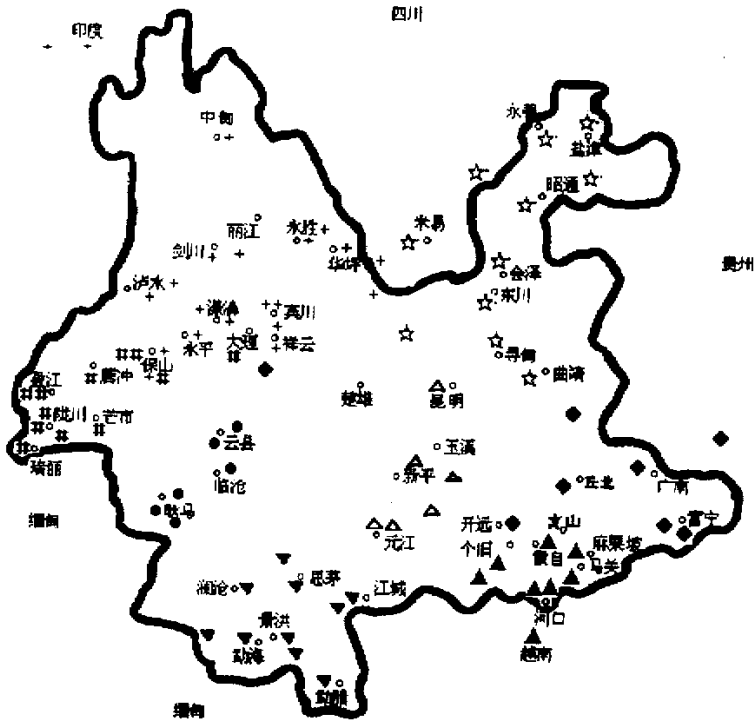 四川
印度
永善
中甸
盐津
昭通
丽江
永胜
米易
剑川
华坪
贵州
会泽
泸水
东川
漾濞
宾川
永平
大理
祥云
寻甸
保山
腾冲
曲靖
盈江
楚雄
昆明
陇川
芒市
云县
玉溪
瑞丽
临沧
新平
丘北
广南
耿马
缅甸
开远
文山
富宁
元江
个旧
蒙自
麻栗坡
马关
思茅
澜沧
江城
景洪
河口
勐海
越南
勐腊
缅甸